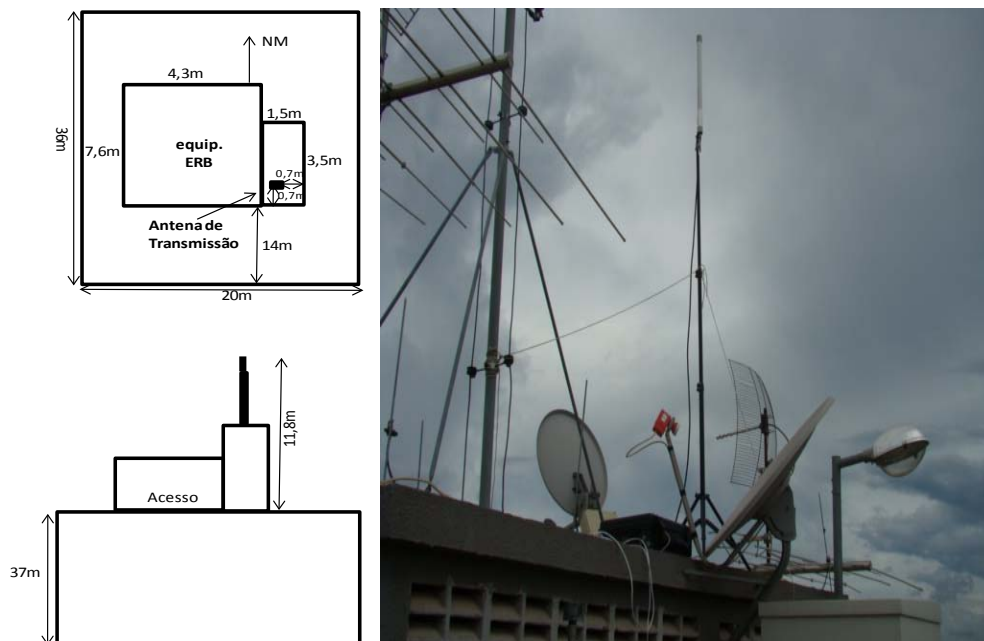 NM
4,3m
1,5m
36m
7,6m
equip.
ERB
3,5m
0,7m
0,7m
Antena de
Transmissão
14m
20m
11,8m
Acesso
37m